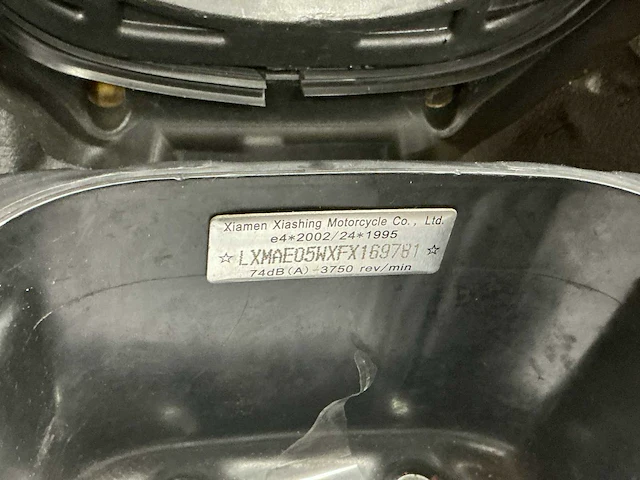 Xiamen Xiashing Motorcycle Co., Ltd.
e4*2002/24*1995
☆ LXMAE05WXFX169781 ☆
74dB(A)-3750 rev/min